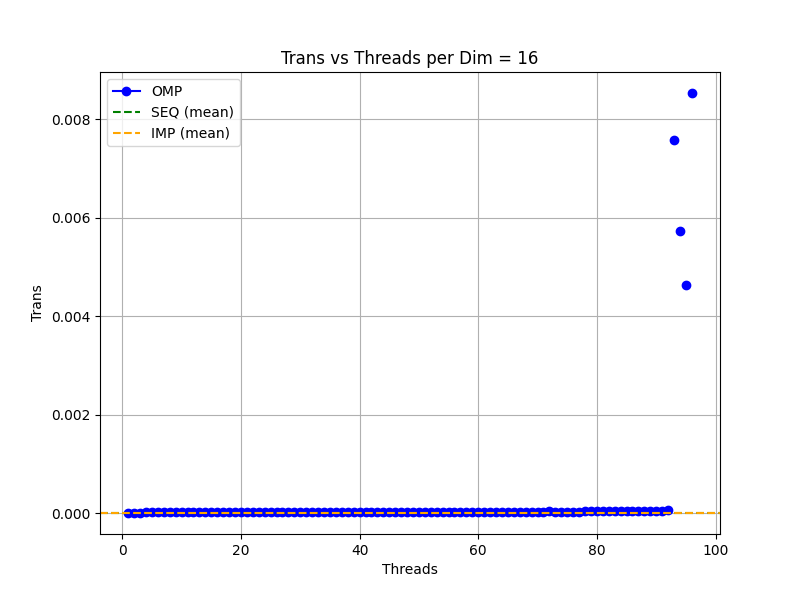 Trans vs Threads per Dim = 16
OMP
SEQ (mean)
IMP (mean)
0.008
0.006
0.004
0.002
0.000
Trans
0 20 40 60 80 100
Threads